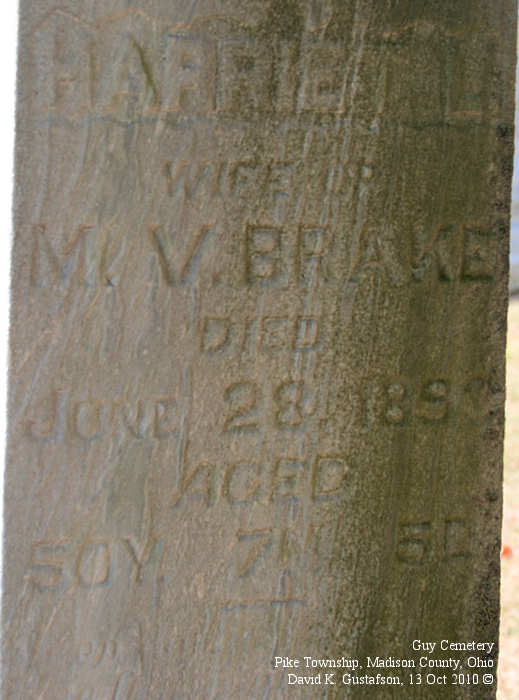 HARRIET L.
WIFE OF
M. V. BRAKE
DIED
JUNE 28,
AGED
50Y. 7M. 5D.
Guy Cemetery
Pike Township, Madison County, Ohio
David K. Gustafson, 13 Oct 2010 ©